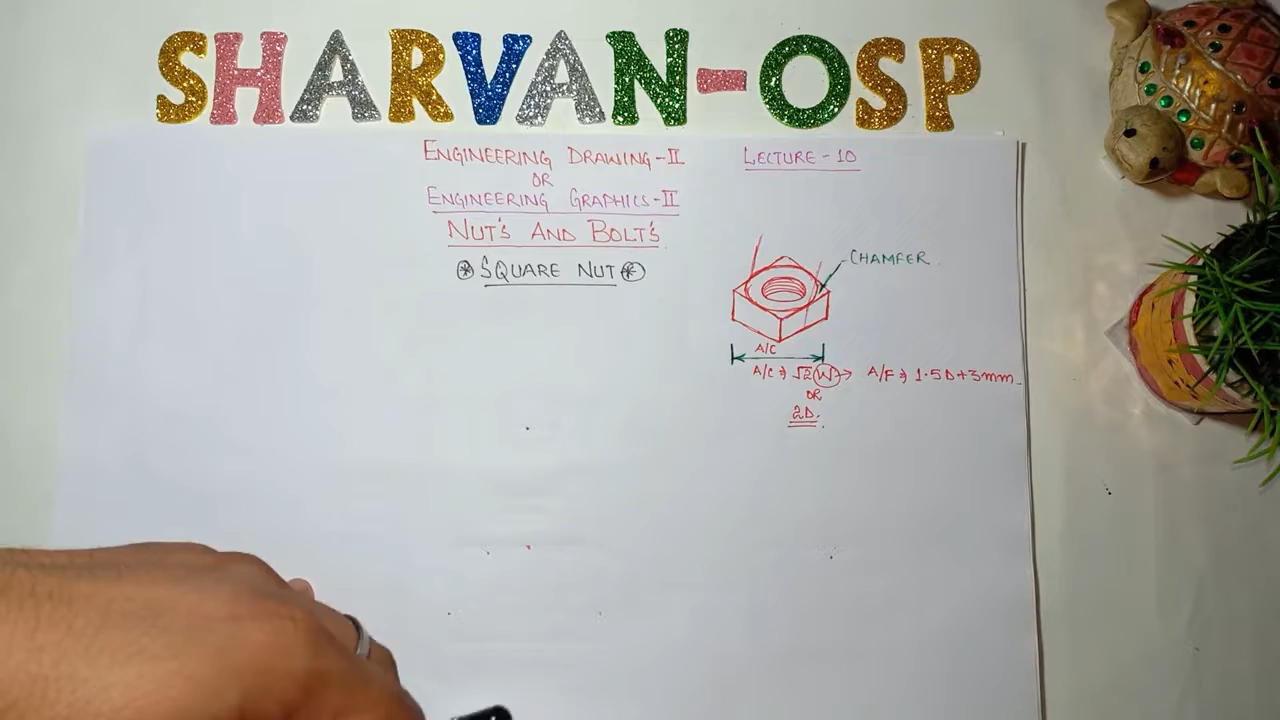 SHARVAN-OSP
ENGINEERING DRAWING-II
OR
ENGINEERING GRAPHICS-II
LECTURE-10
NUT'S AND BOLT'S
SQUARE NUT
CHAMFER
A/C
A/C → √2 W → A/F → 1.5D+3mm
OR
2D.